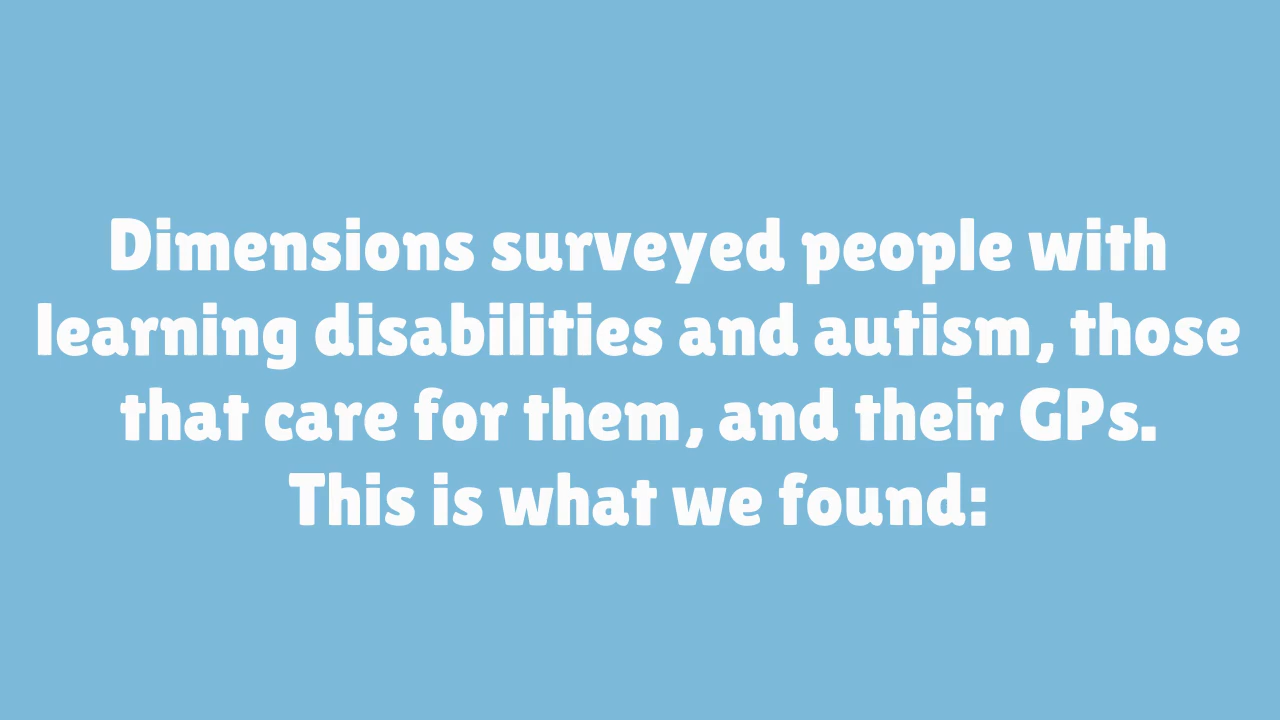 Dimensions surveyed people with
learning disabilities and autism, those
that care for them, and their GPs.
This is what we found: